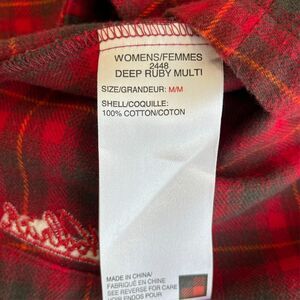 WOMENS/FEMMES
2448
DEEP RUBY MULTI
SIZE/GRANDEUR: M/M
SHELL/COQUILLE:
100% COTTON/COTON
MADE IN CHINA/
FABRIQUÉ EN CHINE
SEE REVERSE FOR CARE